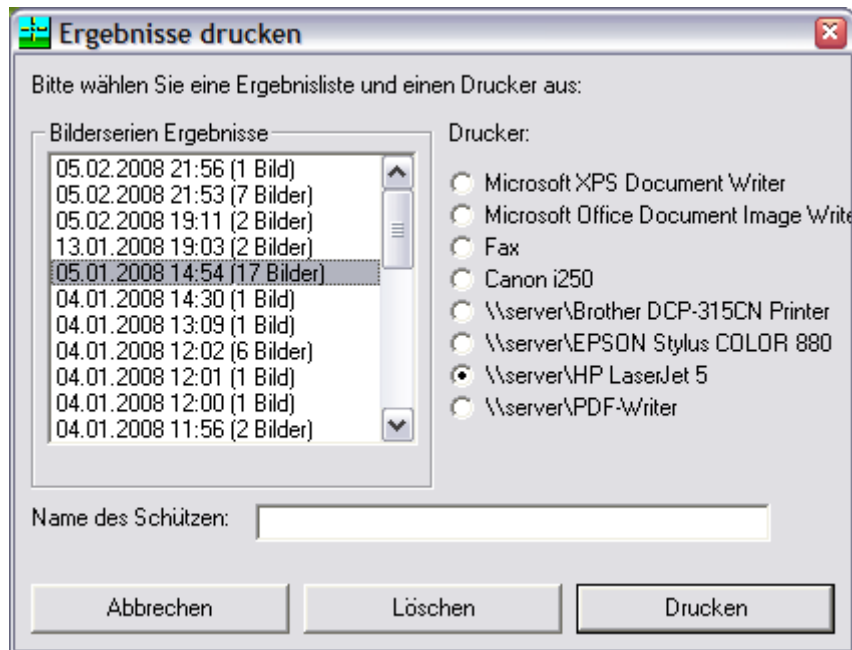 Ergebnisse drucken
Bitte wählen Sie eine Ergebnisliste und einen Drucker aus:
Bilderserien Ergebnisse
05.02.2008 21:56 (1 Bild)
05.02.2008 21:53 (7 Bilder)
05.02.2008 19:11 (2 Bilder)
13.01.2008 19:03 (2 Bilder)
05.01.2008 14:54 (17 Bilder)
04.01.2008 14:30 (1 Bild)
04.01.2008 13:09 (1 Bild)
04.01.2008 12:02 (6 Bilder)
04.01.2008 12:01 (1 Bild)
04.01.2008 12:00 (1 Bild)
04.01.2008 11:56 (2 Bilder)
Drucker:
Microsoft XPS Document Writer
Microsoft Office Document Image Write
Fax
Canon i250
\\server\Brother DCP-315CN Printer
\\server\EPSON Stylus COLOR 880
\\server\HP LaserJet 5
\\server\PDF-Writer
Name des Schützen:
Abbrechen
Löschen
Drucken